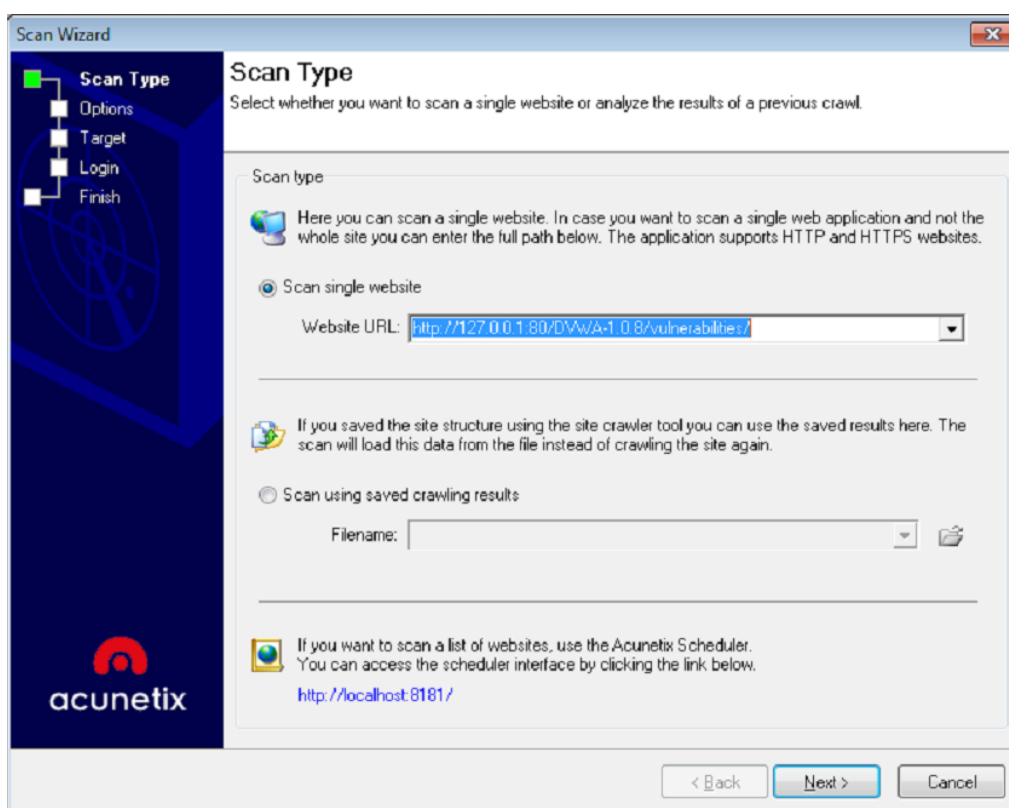 Scan Wizard
Scan Type
Options
Target
Login
Finish
Scan Type
Select whether you want to scan a single website or analyze the results of a previous crawl.
Scan type
Here you can scan a single website. In case you want to scan a single web application and not the
whole site you can enter the full path below. The application supports HTTP and HTTPS websites.
Scan single website
Website URL: http://127.0.0.1:80/DVWA-1.0.8/vulnerabilities/
If you saved the site structure using the site crawler tool you can use the saved results here. The
scan will load this data from the file instead of crawling the site again.
Scan using saved crawling results
Filename:
If you want to scan a list of websites, use the Acunetix Scheduler.
You can access the scheduler interface by clicking the link below.
http://localhost:8181/
acunetix
< Back Next > Cancel